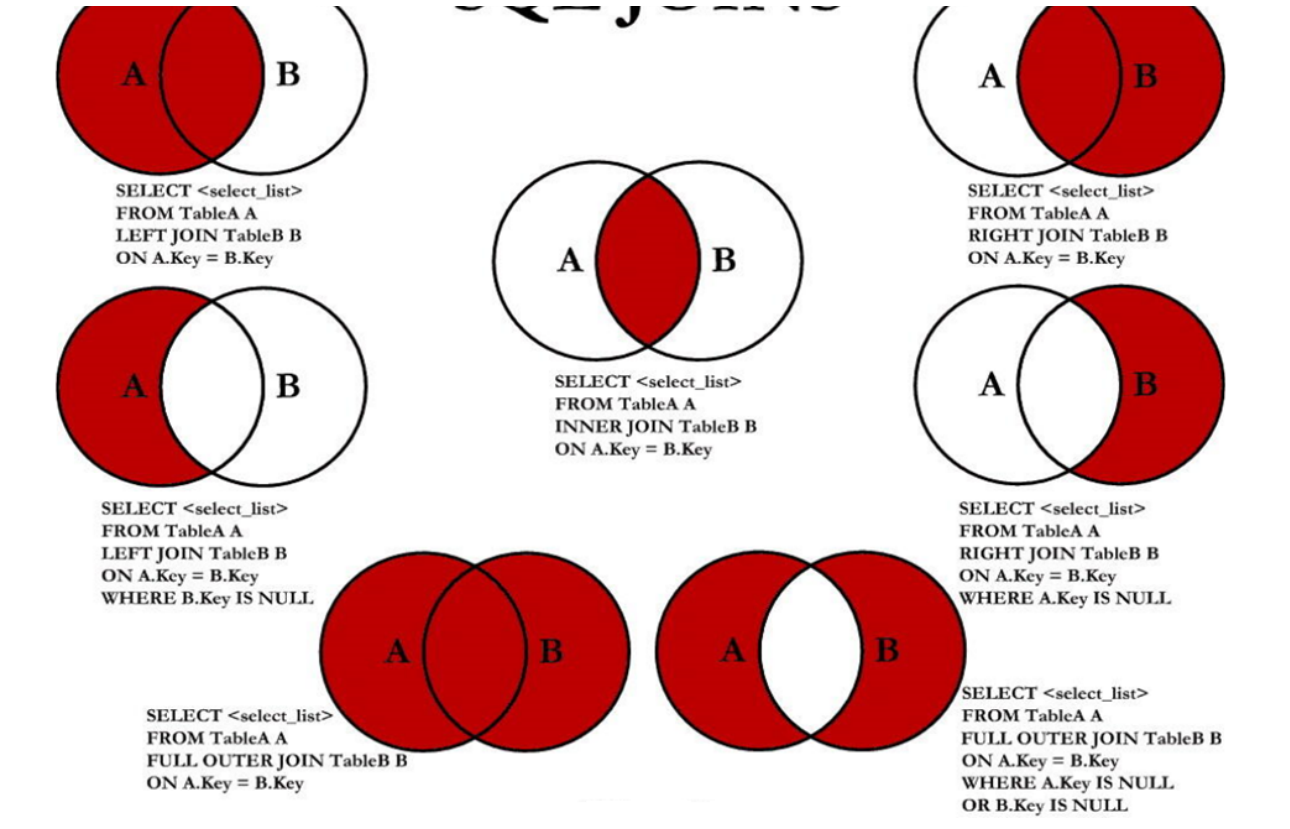 SQL JOINS
A B
SELECT <select_list>
FROM TableA A
LEFT JOIN TableB B
ON A.Key = B.Key
A B
SELECT <select_list>
FROM TableA A
RIGHT JOIN TableB B
ON A.Key = B.Key
A B
SELECT <select_list>
FROM TableA A
INNER JOIN TableB B
ON A.Key = B.Key
A B
SELECT <select_list>
FROM TableA A
LEFT JOIN TableB B
ON A.Key = B.Key
WHERE B.Key IS NULL
A B
SELECT <select_list>
FROM TableA A
RIGHT JOIN TableB B
ON A.Key = B.Key
WHERE A.Key IS NULL
A B
SELECT <select_list>
FROM TableA A
FULL OUTER JOIN TableB B
ON A.Key = B.Key
A B
SELECT <select_list>
FROM TableA A
FULL OUTER JOIN TableB B
ON A.Key = B.Key
WHERE A.Key IS NULL
OR B.Key IS NULL